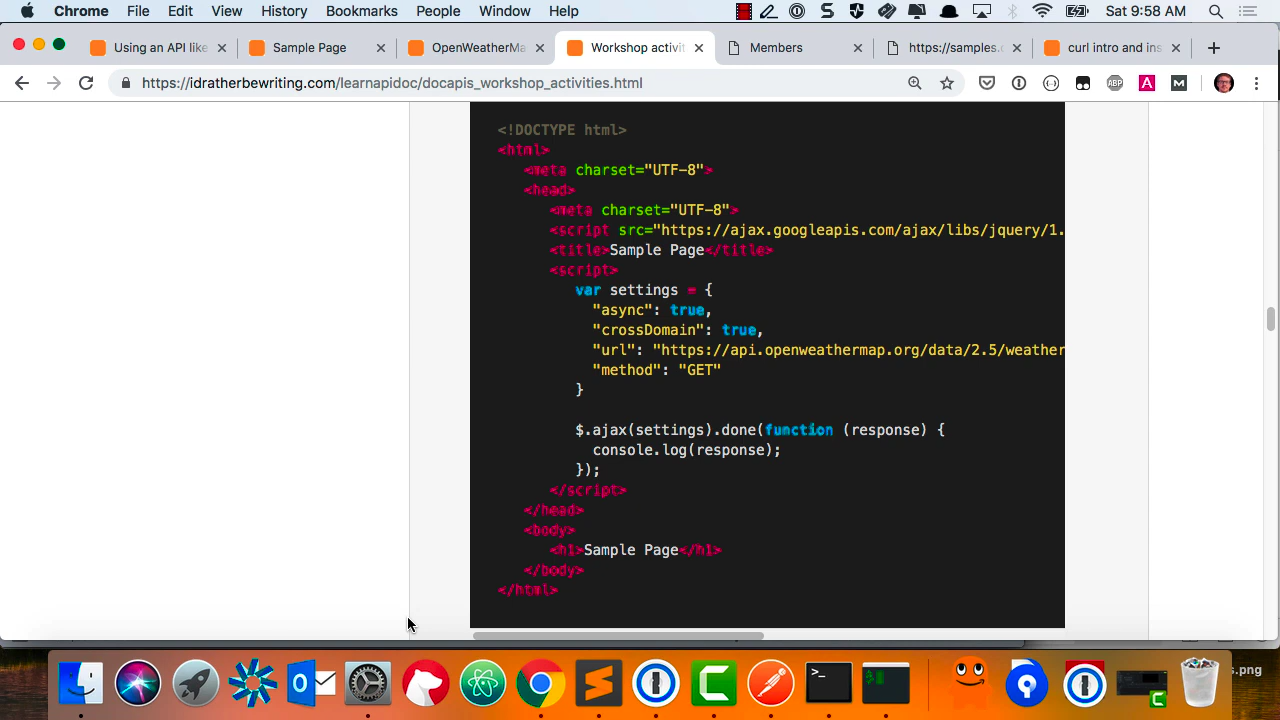 Chrome File Edit View History Bookmarks People Window Help Sat 9:58 AM
Using an API like Sample Page OpenWeatherMa Workshop activit Members https://samples.o curl intro and ins
https://idratherbewriting.com/learnapidoc/docapis_workshop_activities.html
<!DOCTYPE html>
<html>
<meta charset="UTF-8">
<head>
<meta charset="UTF-8">
<script src="https://ajax.googleapis.com/ajax/libs/jquery/1.
<title>Sample Page</title>
<script>
var settings = {
"async": true,
"crossDomain": true,
"url": "https://api.openweathermap.org/data/2.5/weather
"method": "GET"
}
$.ajax(settings).done(function (response) {
console.log(response);
});
</script>
</head>
<body>
<h1>Sample Page</h1>
</body>
</html>
s.png